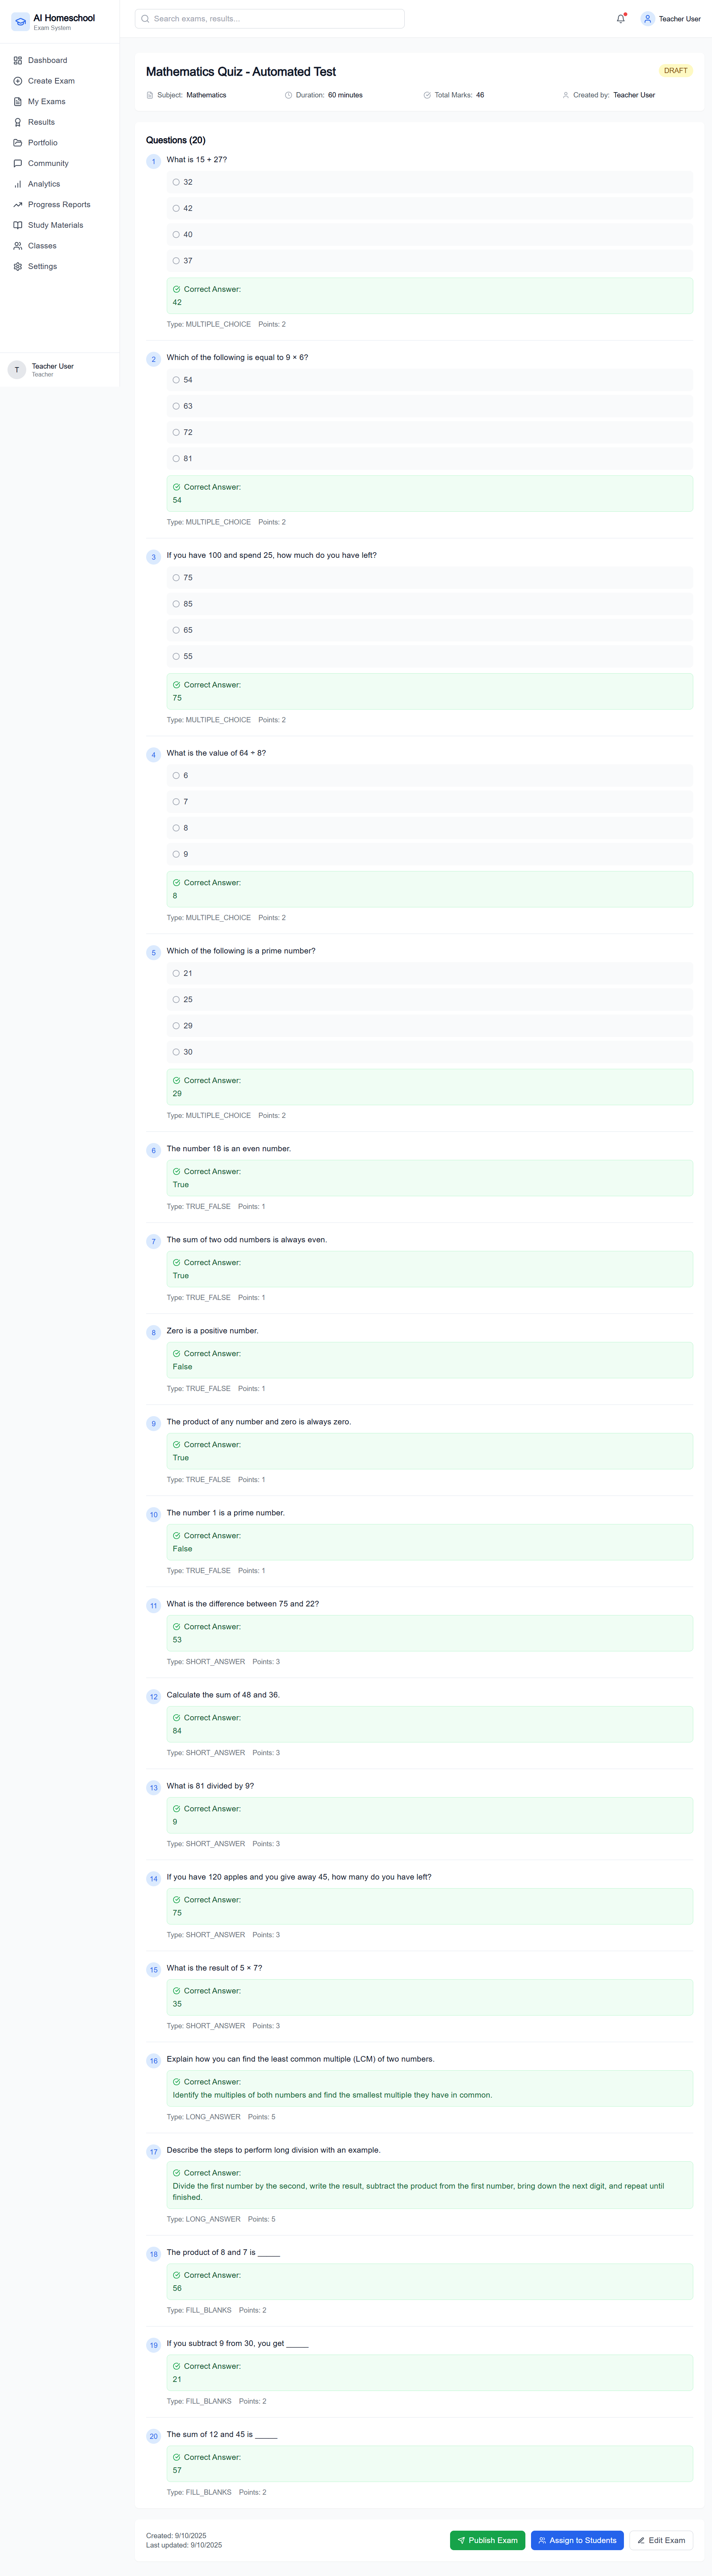 AI Homeschool
Exam System
Dashboard
Create Exam
My Exams
Results
Portfolio
Community
Analytics
Progress Reports
Study Materials
Classes
Settings
T
Teacher User
Teacher
Search exams, results...
Teacher User
Mathematics Quiz - Automated Test
DRAFT
Subject: Mathematics
Duration: 60 minutes
Total Marks: 46
Created by: Teacher User
Questions (20)
1 What is 15 + 27?
32
42
40
37
Correct Answer:
42
Type: MULTIPLE_CHOICE Points: 2
2 Which of the following is equal to 9 × 6?
54
63
72
81
Correct Answer:
54
Type: MULTIPLE_CHOICE Points: 2
3 If you have 100 and spend 25, how much do you have left?
75
85
65
55
Correct Answer:
75
Type: MULTIPLE_CHOICE Points: 2
4 What is the value of 64 ÷ 8?
6
7
8
9
Correct Answer:
8
Type: MULTIPLE_CHOICE Points: 2
5 Which of the following is a prime number?
21
25
29
30
Correct Answer:
29
Type: MULTIPLE_CHOICE Points: 2
6 The number 18 is an even number.
Correct Answer:
True
Type: TRUE_FALSE Points: 1
7 The sum of two odd numbers is always even.
Correct Answer:
True
Type: TRUE_FALSE Points: 1
8 Zero is a positive number.
Correct Answer:
False
Type: TRUE_FALSE Points: 1
9 The product of any number and zero is always zero.
Correct Answer:
True
Type: TRUE_FALSE Points: 1
10 The number 1 is a prime number.
Correct Answer:
False
Type: TRUE_FALSE Points: 1
11 What is the difference between 75 and 22?
Correct Answer:
53
Type: SHORT_ANSWER Points: 3
12 Calculate the sum of 48 and 36.
Correct Answer:
84
Type: SHORT_ANSWER Points: 3
13 What is 81 divided by 9?
Correct Answer:
9
Type: SHORT_ANSWER Points: 3
14 If you have 120 apples and you give away 45, how many do you have left?
Correct Answer:
75
Type: SHORT_ANSWER Points: 3
15 What is the result of 5 × 7?
Correct Answer:
35
Type: SHORT_ANSWER Points: 3
16 Explain how you can find the least common multiple (LCM) of two numbers.
Correct Answer:
Identify the multiples of both numbers and find the smallest multiple they have in common.
Type: LONG_ANSWER Points: 5
17 Describe the steps to perform long division with an example.
Correct Answer:
Divide the first number by the second, write the result, subtract the product from the first number, bring down the next digit, and repeat until
finished.
Type: LONG_ANSWER Points: 5
18 The product of 8 and 7 is _____
Correct Answer:
56
Type: FILL_BLANKS Points: 2
19 If you subtract 9 from 30, you get _____
Correct Answer:
21
Type: FILL_BLANKS Points: 2
20 The sum of 12 and 45 is _____
Correct Answer:
57
Type: FILL_BLANKS Points: 2
Created: 9/10/2025
Last updated: 9/10/2025
Publish Exam
Assign to Students
Edit Exam